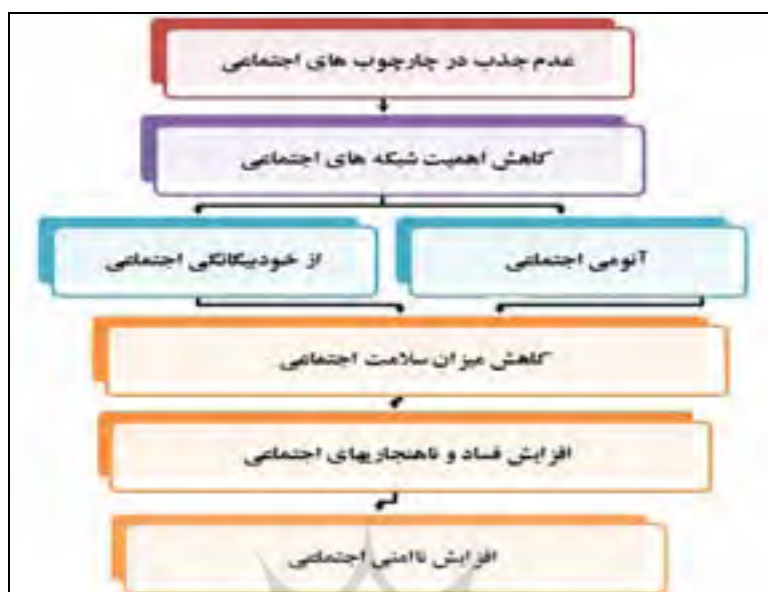 عدم جذب در چارچوب های اجتماعی
کاهش اهمیت شبکه های اجتماعی
آنومی اجتماعی
از خودبیگانگی اجتماعی
کاهش میزان سلامت اجتماعی
افزایش فساد و ناهنجاریهای اجتماعی
افزایش ناامنی اجتماعی